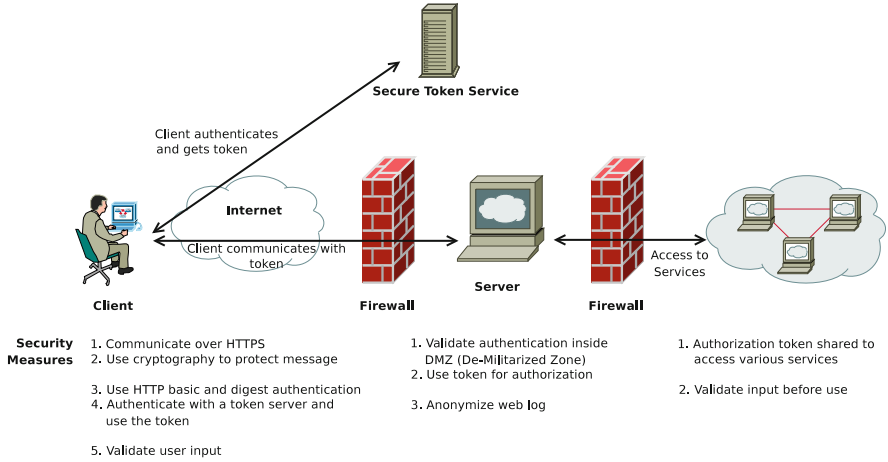 Secure Token Service
Client authenticates
and gets token
Internet
Client communicates with
token
Access to
Services
Client
Firewall
Server
Firewall
Security
Measures
1. Communicate over HTTPS
2. Use cryptography to protect message
3. Use HTTP basic and digest authentication
4. Authenticate with a token server and
use the token
5. Validate user input
1. Validate authentication inside
DMZ (De-Militarized Zone)
2. Use token for authorization
3. Anonymize web log
1. Authorization token shared to
access various services
2. Validate input before use